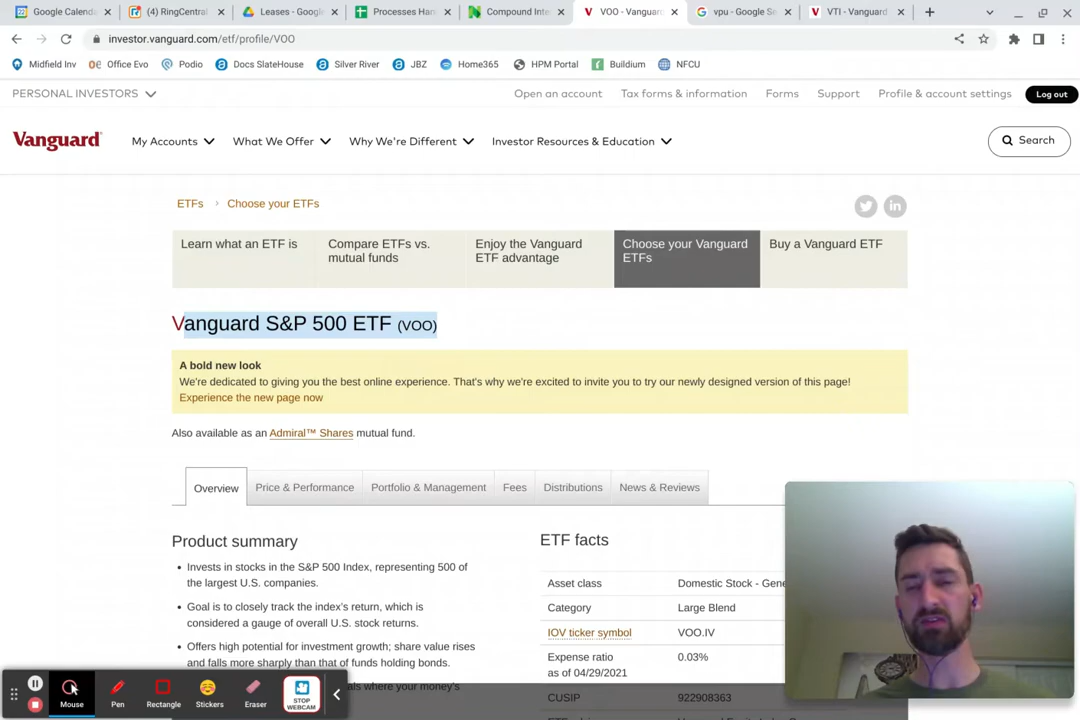 Google Calenda
(4) RingCentral
Leases - Google
Processes Han
Compound Inte
VOO - Vanguar
vpu - Google Se
VTI - Vanguard
investor.vanguard.com/etf/profile/VOO
Midfield Inv
Office Evo
Podio
Docs SlateHouse
Silver River
JBZ
Home365
HPM Portal
Buildium
NFCU
PERSONAL INVESTORS
Open an account
Tax forms & information
Forms
Support
Profile & account settings
Log out
Vanguard
My Accounts
What We Offer
Why We're Different
Investor Resources & Education
Search
ETFs
Choose your ETFs
Learn what an ETF is
Compare ETFs vs.
mutual funds
Enjoy the Vanguard
ETF advantage
Choose your Vanguard
ETFs
Buy a Vanguard ETF
Vanguard S&P 500 ETF (VOO)
A bold new look
We're dedicated to giving you the best online experience. That's why we're excited to invite you to try our newly designed version of this page!
Experience the new page now
Also available as an Admiral™ Shares mutual fund.
Overview
Price & Performance
Portfolio & Management
Fees
Distributions
News & Reviews
Product summary
• Invests in stocks in the S&P 500 Index, representing 500 of
the largest U.S. companies.
• Goal is to closely track the index's return, which is
considered a gauge of overall U.S. stock returns.
• Offers high potential for investment growth; share value rises
and falls more sharply than that of funds holding bonds.
als where your money's
ETF facts
Asset class
Domestic Stock - Gene
Category
Large Blend
IOV ticker symbol
VOO.IV
Expense ratio
as of 04/29/2021
0.03%
CUSIP
922908363
Mouse
Pen
Rectangle
Stickers
Eraser
STOP
WEBCAM